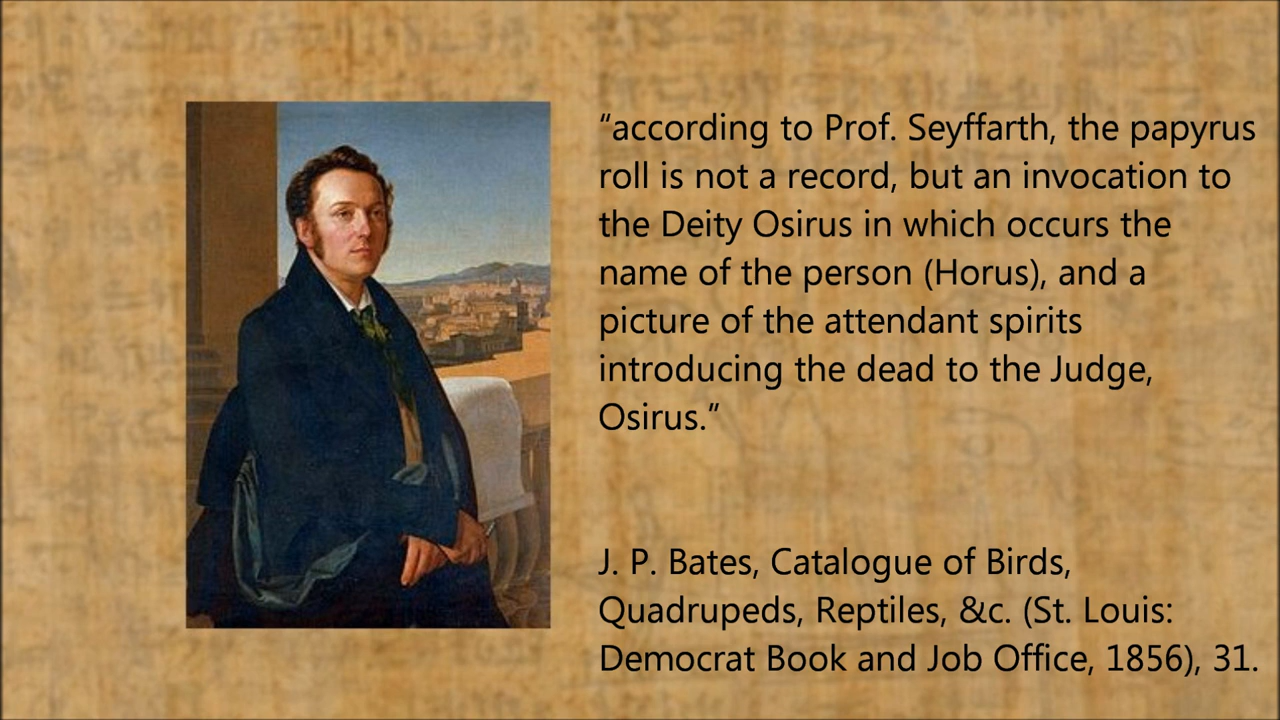 “according to Prof. Seyffarth, the papyrus
roll is not a record, but an invocation to
the Deity Osirus in which occurs the
name of the person (Horus), and a
picture of the attendant spirits
introducing the dead to the Judge,
Osirus.”
J. P. Bates, Catalogue of Birds,
Quadrupeds, Reptiles, &c. (St. Louis:
Democrat Book and Job Office, 1856), 31.